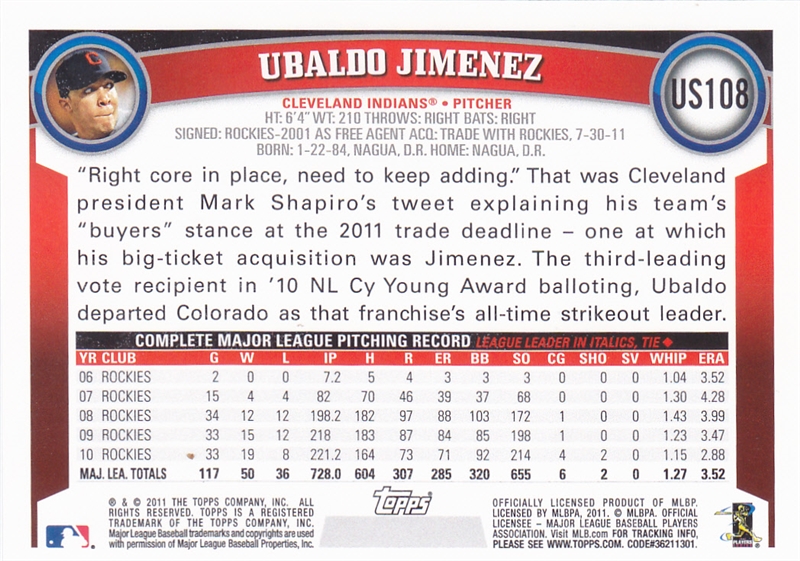 UBALDO JIMENEZ
US108
CLEVELAND INDIANS® • PITCHER
HT: 6'4" WT: 210 THROWS: RIGHT BATS: RIGHT
SIGNED: ROCKIES-2001 AS FREE AGENT ACQ: TRADE WITH ROCKIES, 7-30-11
BORN: 1-22-84, NAGUA, D.R. HOME: NAGUA, D.R.
"Right core in place, need to keep adding." That was Cleveland
president Mark Shapiro's tweet explaining his team's
"buyers" stance at the 2011 trade deadline – one at which
his big-ticket acquisition was Jimenez. The third-leading
vote recipient in '10 NL Cy Young Award balloting, Ubaldo
departed Colorado as that franchise's all-time strikeout leader.
COMPLETE MAJOR LEAGUE PITCHING RECORD LEAGUE LEADER IN ITALICS, TIE ◆
YR CLUB G W L IP H R ER BB SO CG SHO SV WHIP ERA
06 ROCKIES 2 0 0 7.2 5 4 3 3 3 0 0 0 1.04 3.52
07 ROCKIES 15 4 4 82 70 46 39 37 68 0 0 0 1.30 4.28
08 ROCKIES 34 12 12 198.2 182 97 88 103 172 1 0 0 1.43 3.99
09 ROCKIES 33 15 12 218 183 87 84 85 198 1 0 0 1.23 3.47
10 ROCKIES 33 19 8 221.2 164 73 71 92 214 4 2 0 1.15 2.88
MAJ. LEA. TOTALS 117 50 36 728.0 604 307 285 320 655 6 2 0 1.27 3.52
® & © 2011 THE TOPPS COMPANY, INC. ALL
RIGHTS RESERVED. TOPPS IS A REGISTERED
TRADEMARK OF THE TOPPS COMPANY, INC.
Major League Baseball trademarks and copyrights are used
with permission of Major League Baseball Properties, Inc.
topps
OFFICIALLY LICENSED PRODUCT OF MLBP.
LICENSED BY MLBPA, 2011. © MLBPA. OFFICIAL
LICENSEE – MAJOR LEAGUE BASEBALL PLAYERS
ASSOCIATION. Visit MLB.com FOR TRACKING INFO,
PLEASE SEE WWW.TOPPS.COM. CODE#36211301.